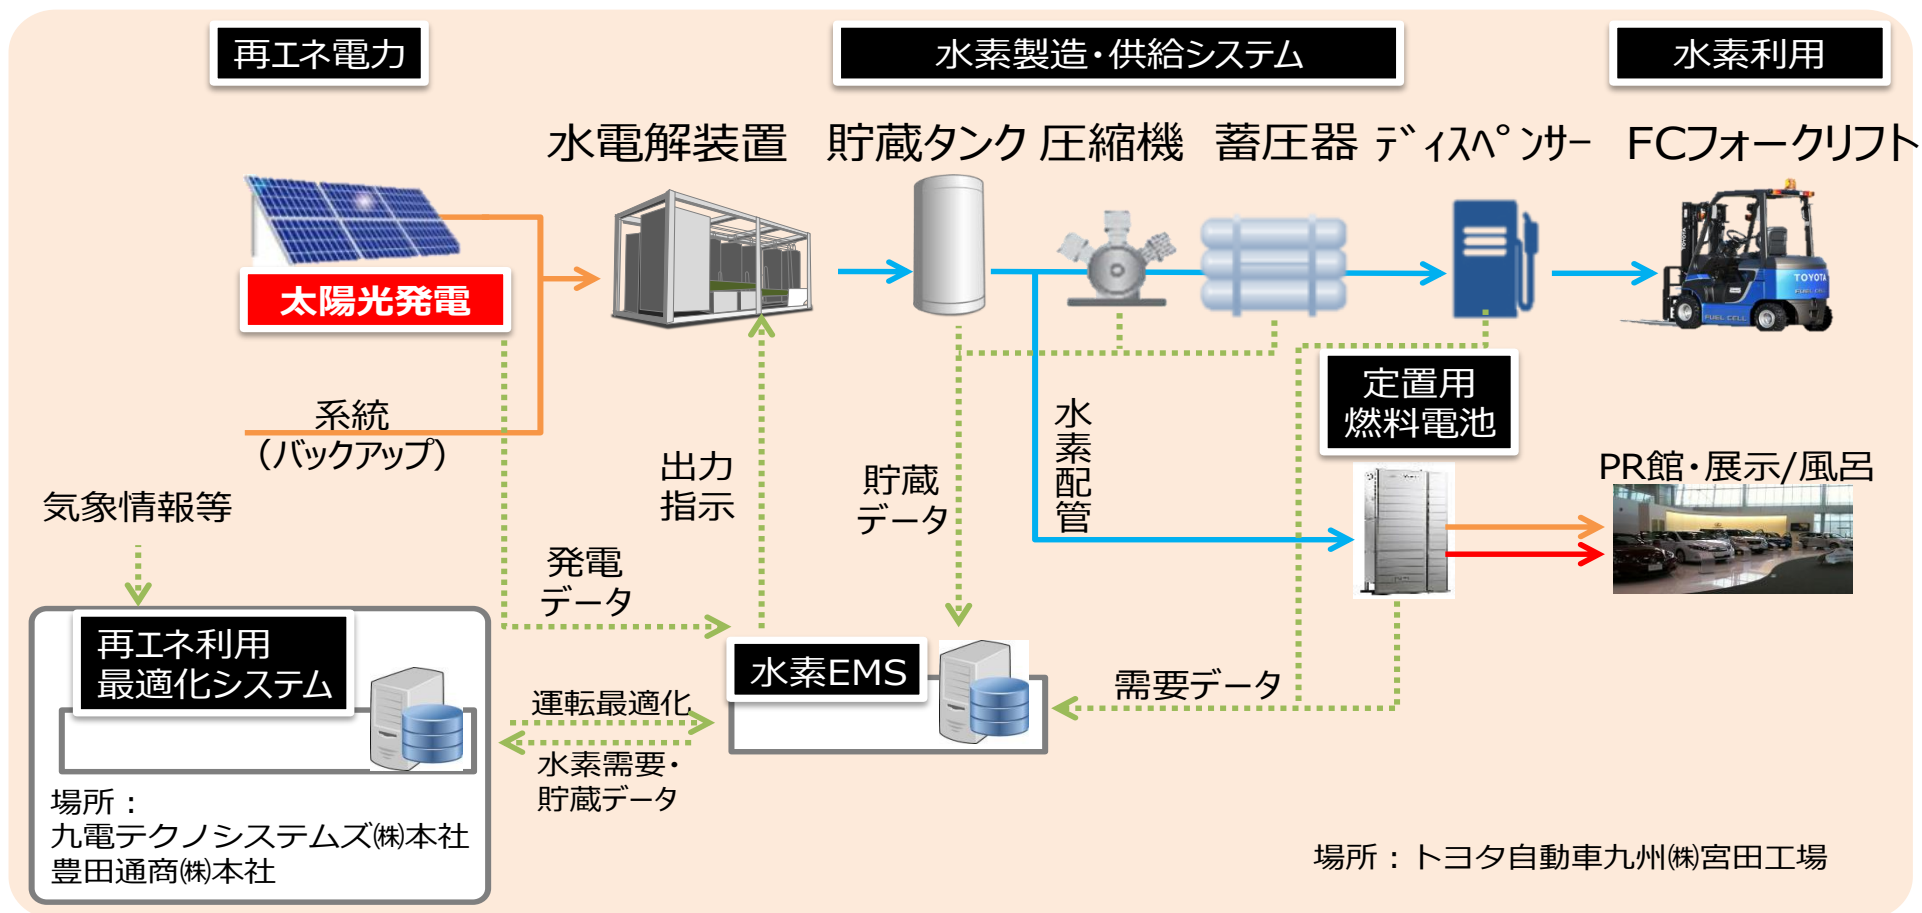 再エネ電力
水素製造・供給システム
水素利用
水電解装置
貯蔵タンク
圧縮機
蓄圧器
ディスペンサー
FCフォークリフト
太陽光発電
TOYOTA
FUEL CELL
系統
（バックアップ）
定置用
燃料電池
水素配管
出力
指示
貯蔵
データ
PR館・展示/風呂
気象情報等
発電
データ
再エネ利用
最適化システム
水素EMS
需要データ
運転最適化
水素需要・
貯蔵データ
場所：
九電テクノシステムズ㈱本社
豊田通商㈱本社
場所：トヨタ自動車九州㈱宮田工場